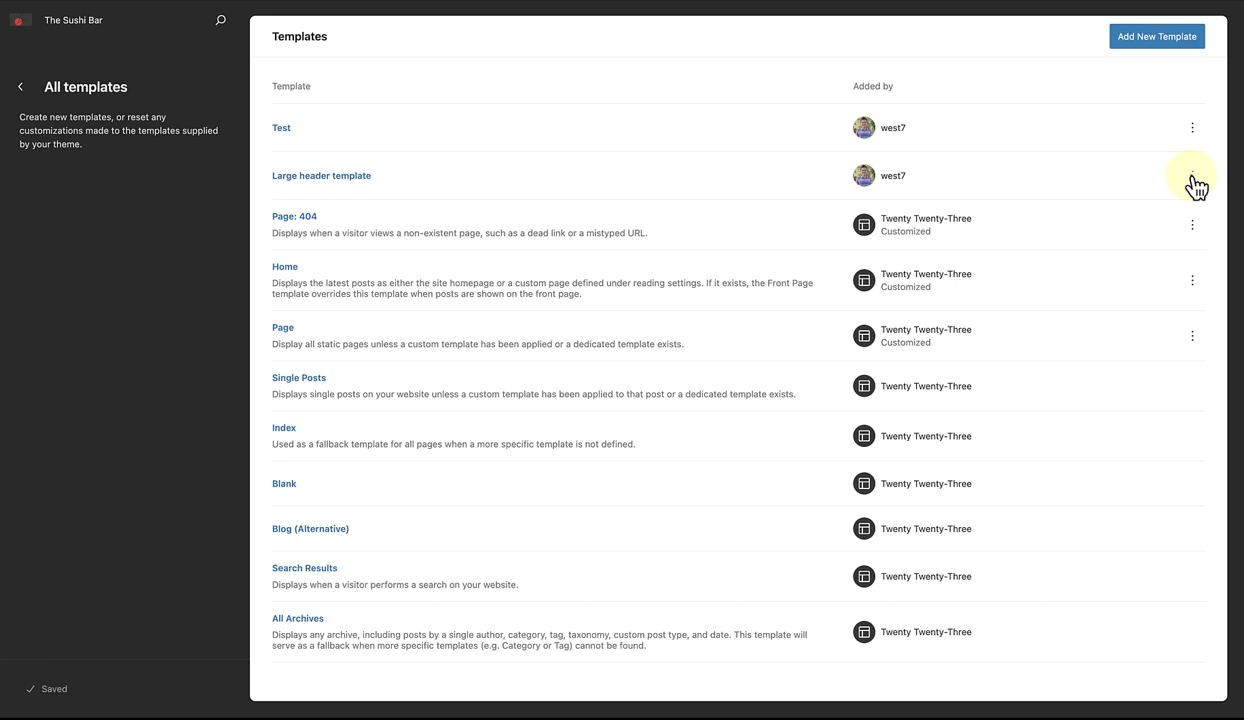 The Sushi Bar
All templates
Create new templates, or reset any
customizations made to the templates supplied
by your theme.
Saved
Templates
Add New Template
Template
Added by
Test
west7
Large header template
west7
Page: 404
Displays when a visitor views a non-existent page, such as a dead link or a mistyped URL.
Twenty Twenty-Three
Customized
Home
Displays the latest posts as either the site homepage or a custom page defined under reading settings. If it exists, the Front Page
template overrides this template when posts are shown on the front page.
Twenty Twenty-Three
Customized
Page
Display all static pages unless a custom template has been applied or a dedicated template exists.
Twenty Twenty-Three
Customized
Single Posts
Displays single posts on your website unless a custom template has been applied to that post or a dedicated template exists.
Twenty Twenty-Three
Index
Used as a fallback template for all pages when a more specific template is not defined.
Twenty Twenty-Three
Blank
Twenty Twenty-Three
Blog (Alternative)
Twenty Twenty-Three
Search Results
Displays when a visitor performs a search on your website.
Twenty Twenty-Three
All Archives
Displays any archive, including posts by a single author, category, tag, taxonomy, custom post type, and date. This template will
serve as a fallback when more specific templates (e.g. Category or Tag) cannot be found.
Twenty Twenty-Three